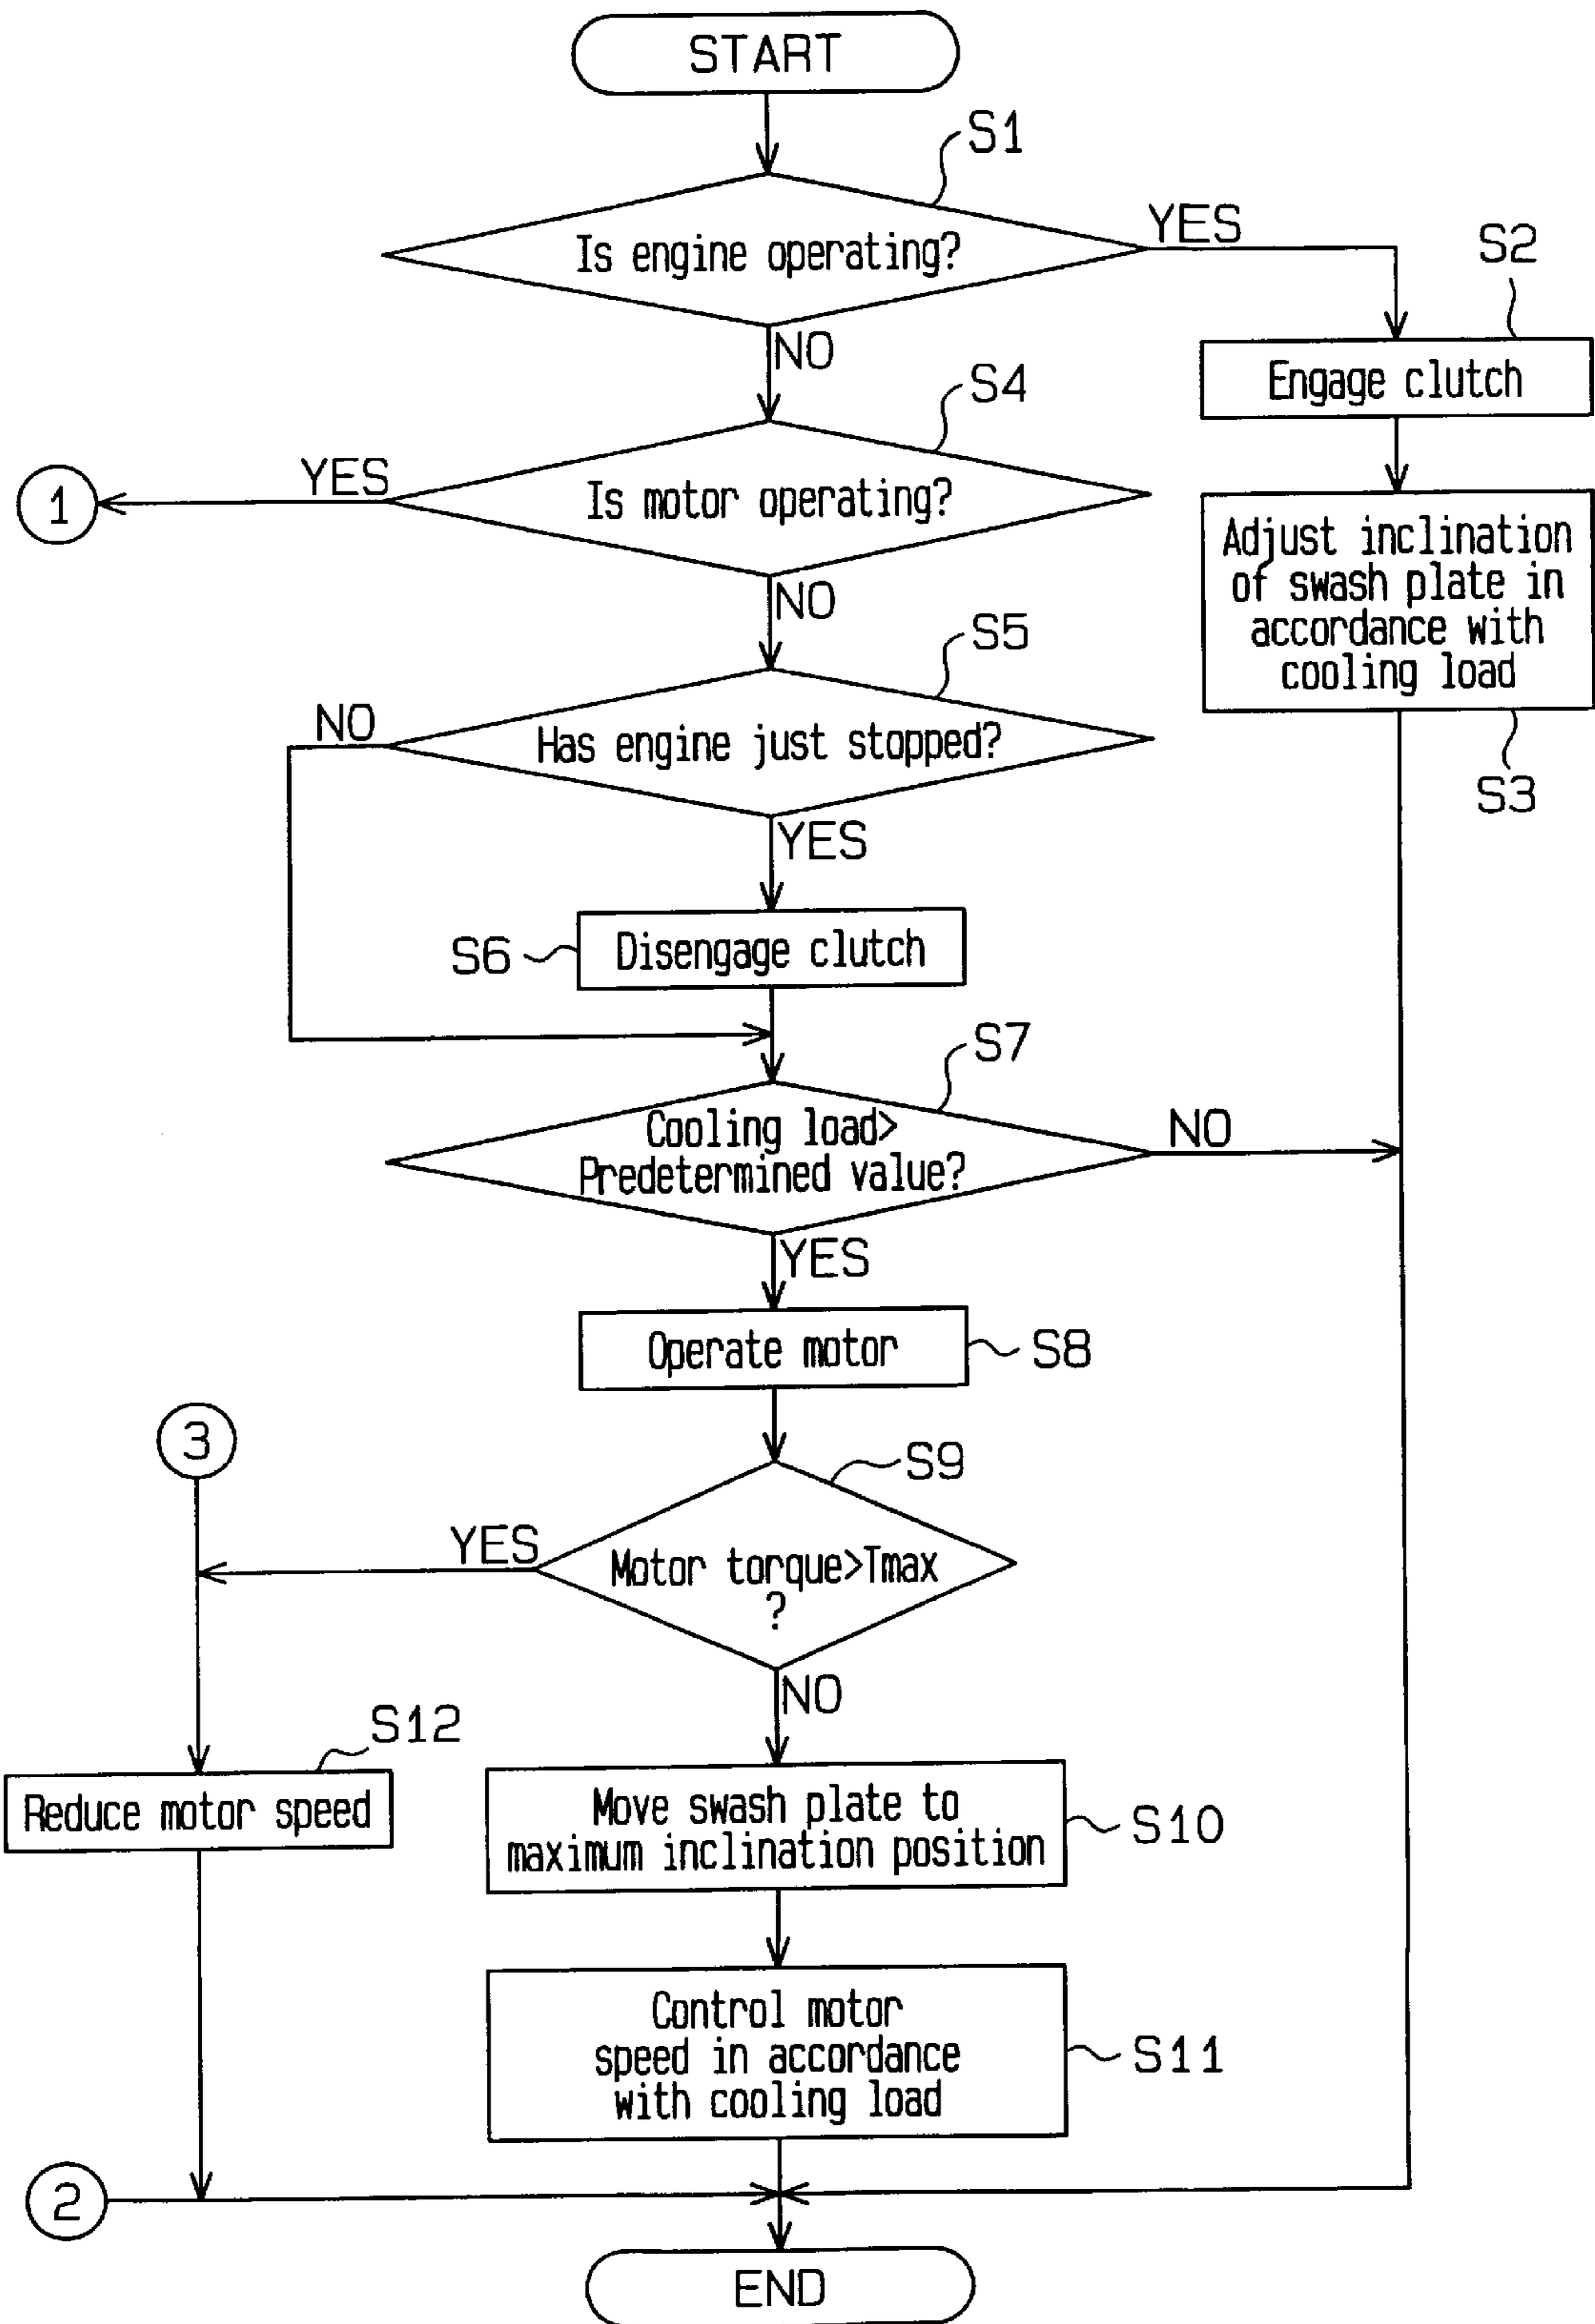 START
S1
Is engine operating?
YES
NO
S2
Engage clutch
S4
Is motor operating?
YES
1
NO
Adjust inclination
of swash plate in
accordance with
cooling load
S3
S5
Has engine just stopped?
NO
YES
S6
Disengage clutch
S7
Cooling load>
Predetermined value?
NO
YES
Operate motor
S8
3
S9
Motor torque>Tmax
?
YES
NO
S12
Reduce motor speed
Move swash plate to
maximum inclination position
S10
Control motor
speed in accordance
with cooling load
S11
2
END